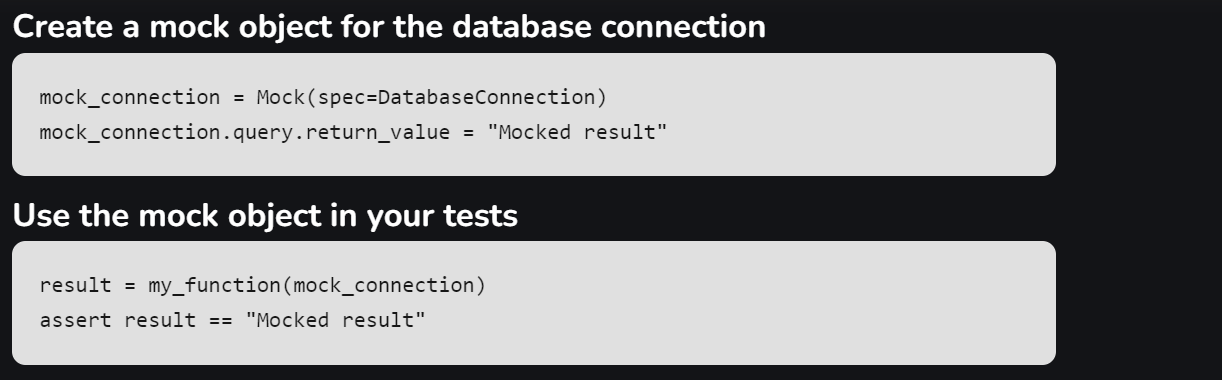 Create a mock object for the database connection
mock_connection = Mock(spec=DatabaseConnection)
mock_connection.query.return_value = "Mocked result"
Use the mock object in your tests
result = my_function(mock_connection)
assert result == "Mocked result"